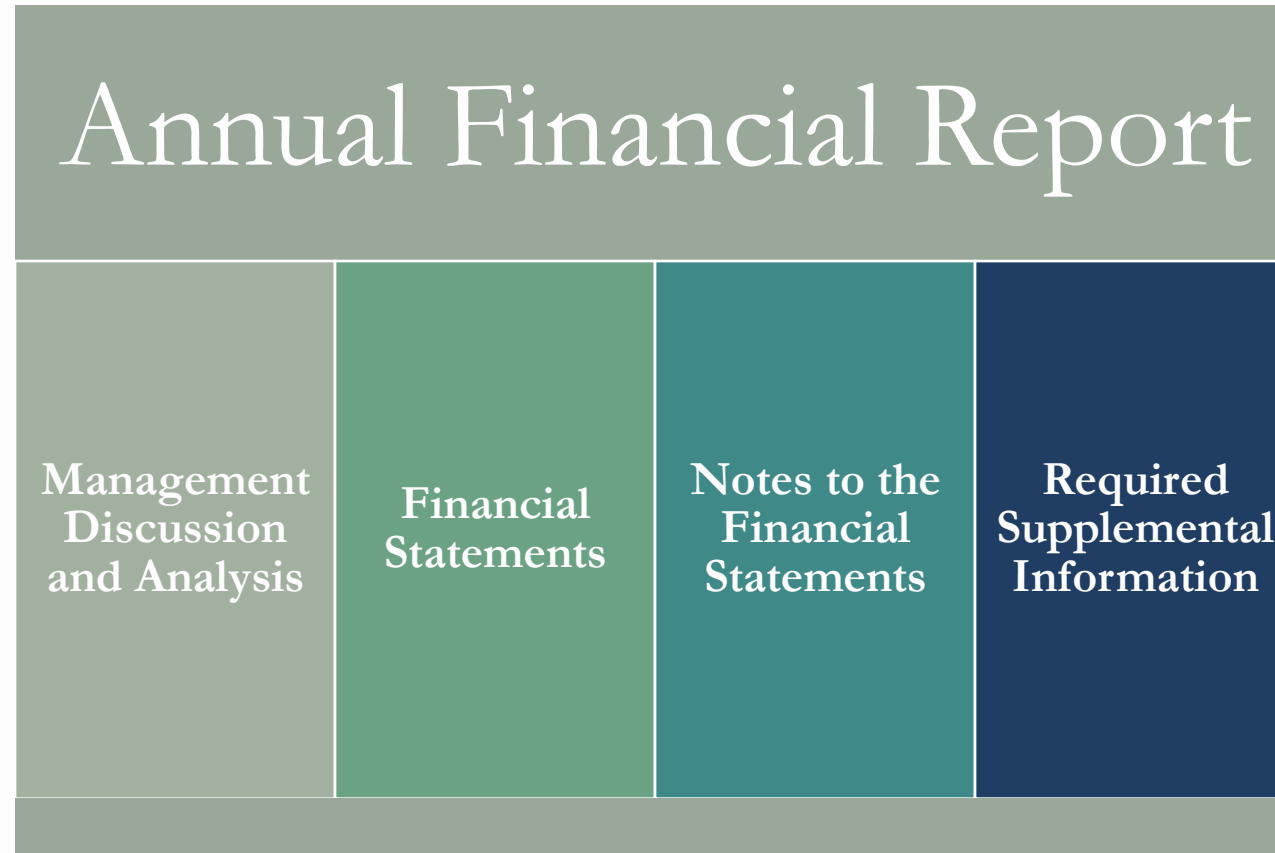 Annual Financial Report
Management
Discussion
and Analysis
Financial
Statements
Notes to the
Financial
Statements
Required
Supplemental
Information